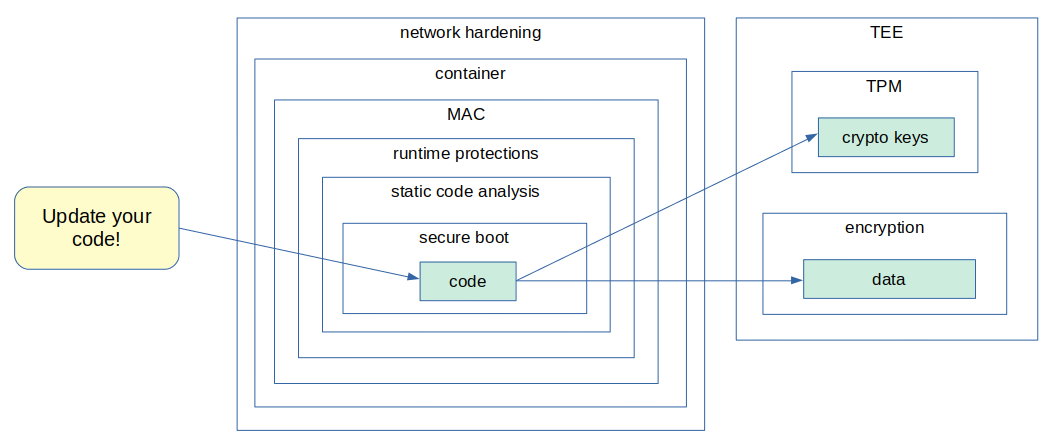 network hardening
container
MAC
runtime protections
static code analysis
secure boot
code
Update your
code!
TEE
TPM
crypto keys
encryption
data